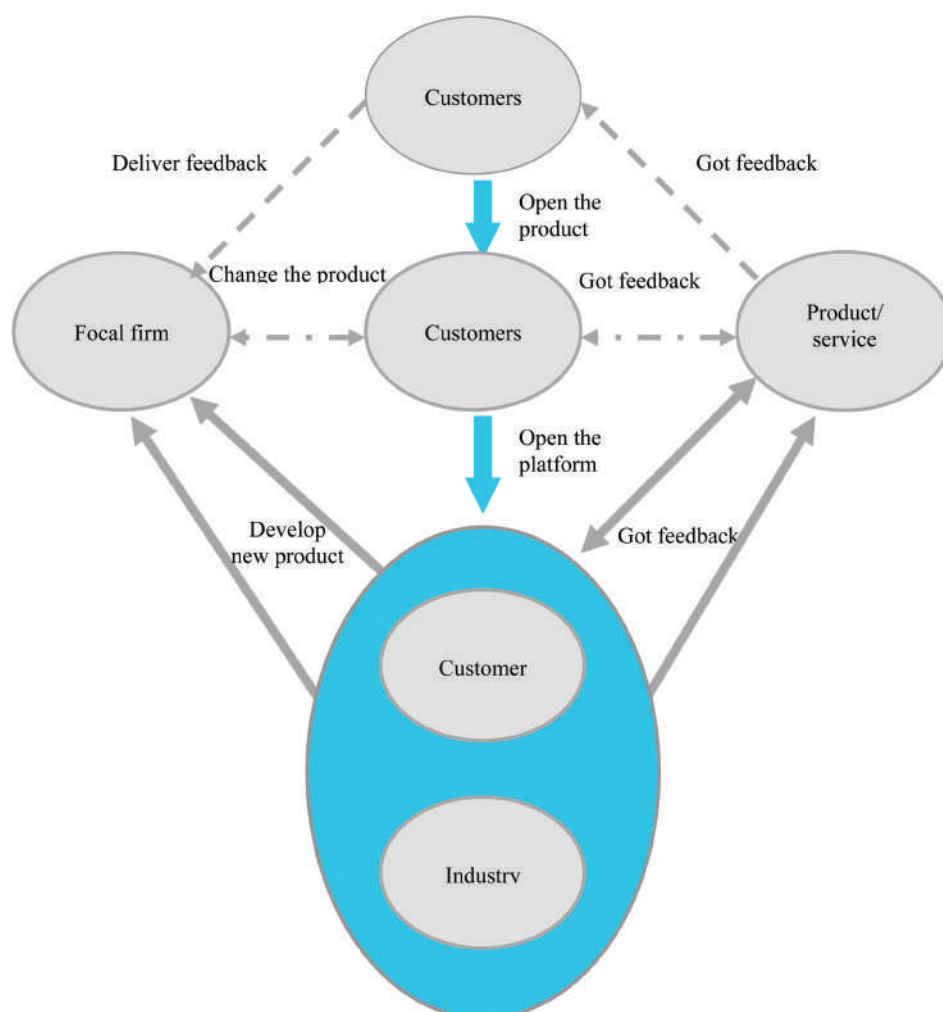 Customers
Deliver feedback
Got feedback
Open the
product
Change the product
Got feedback
Focal firm
Customers
Product/
service
Open the
platform
Develop
new product
Got feedback
Customer
Industry